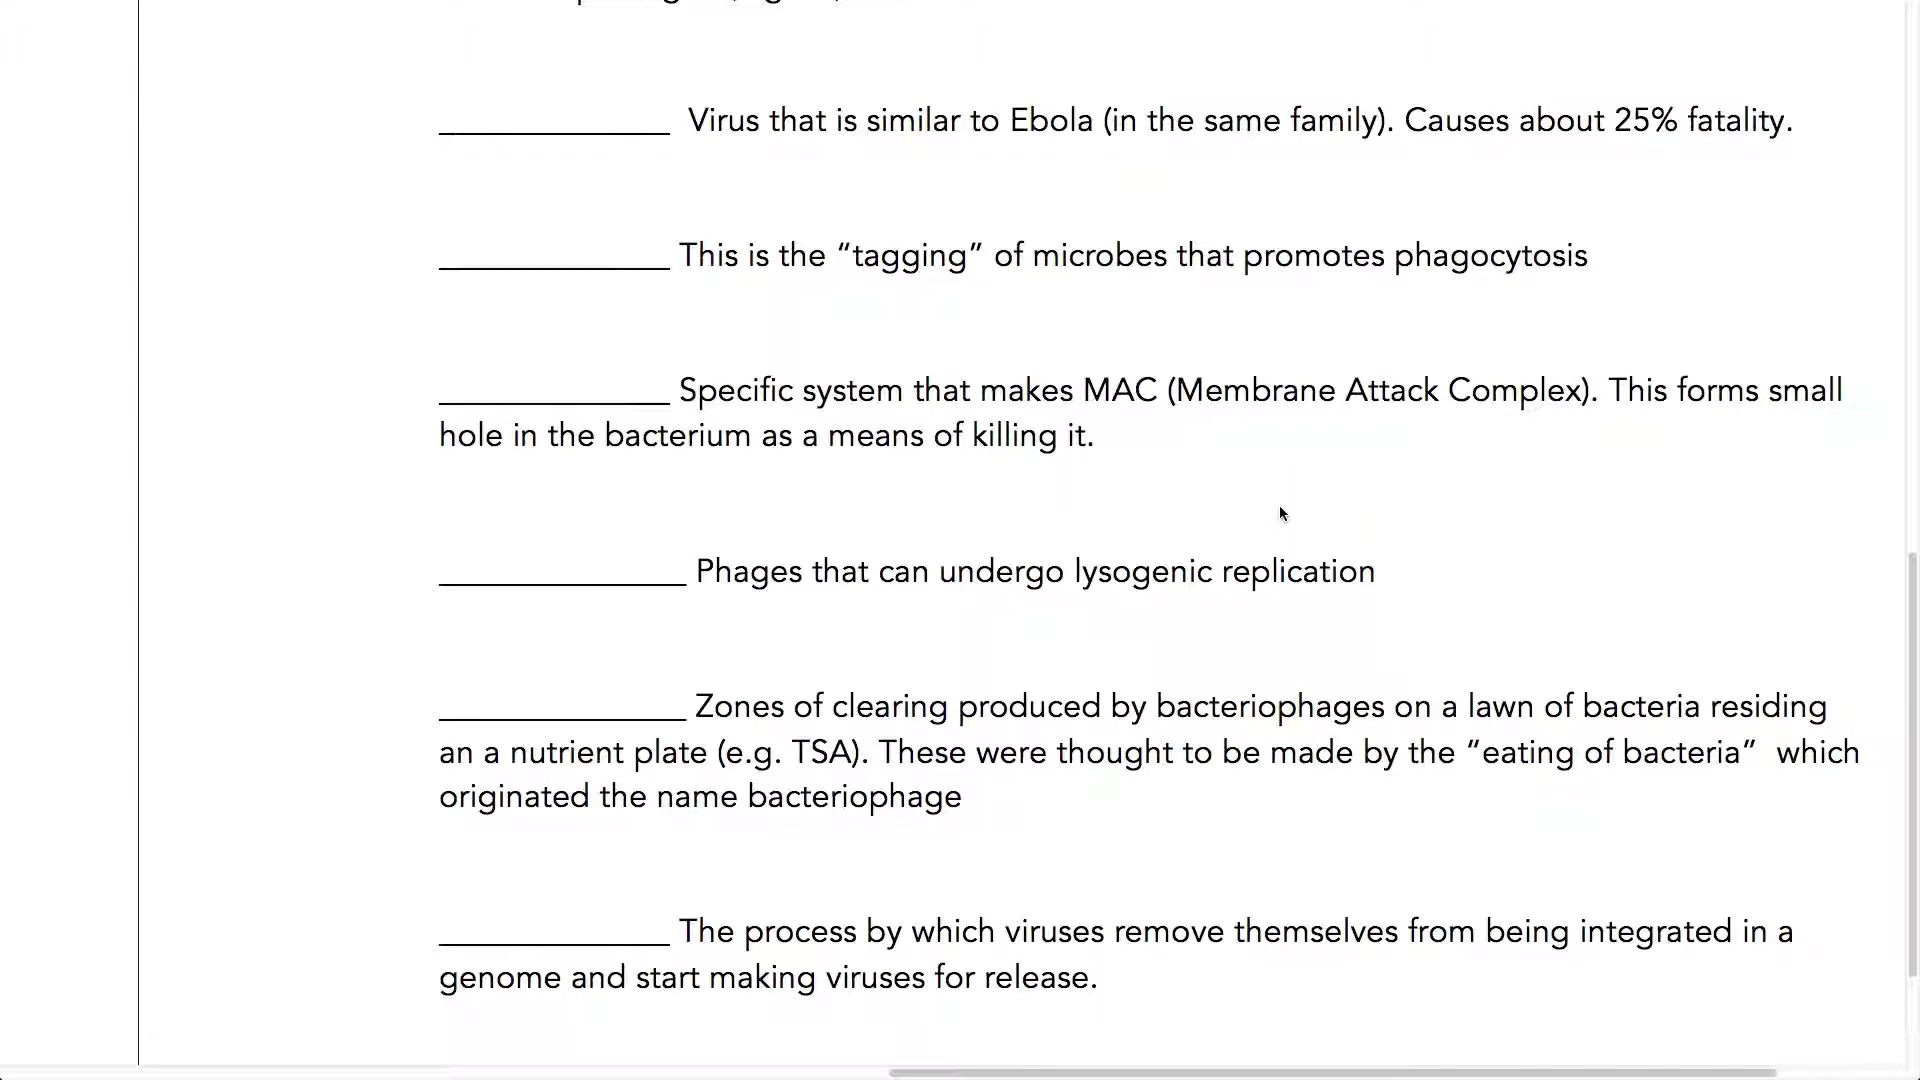 ______________ Virus that is similar to Ebola (in the same family). Causes about 25% fatality.
______________ This is the “tagging” of microbes that promotes phagocytosis
______________ Specific system that makes MAC (Membrane Attack Complex). This forms small
hole in the bacterium as a means of killing it.
_______________ Phages that can undergo lysogenic replication
_______________ Zones of clearing produced by bacteriophages on a lawn of bacteria residing
an a nutrient plate (e.g. TSA). These were thought to be made by the “eating of bacteria” which
originated the name bacteriophage
______________ The process by which viruses remove themselves from being integrated in a
genome and start making viruses for release.